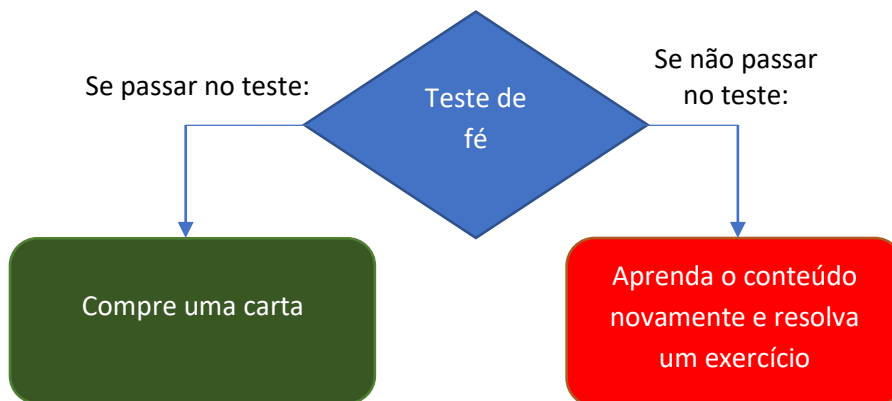 Se passar no teste:
Teste de
fé
Se não passar
no teste:
Compre uma carta
Aprenda o conteúdo
novamente e resolva
um exercício